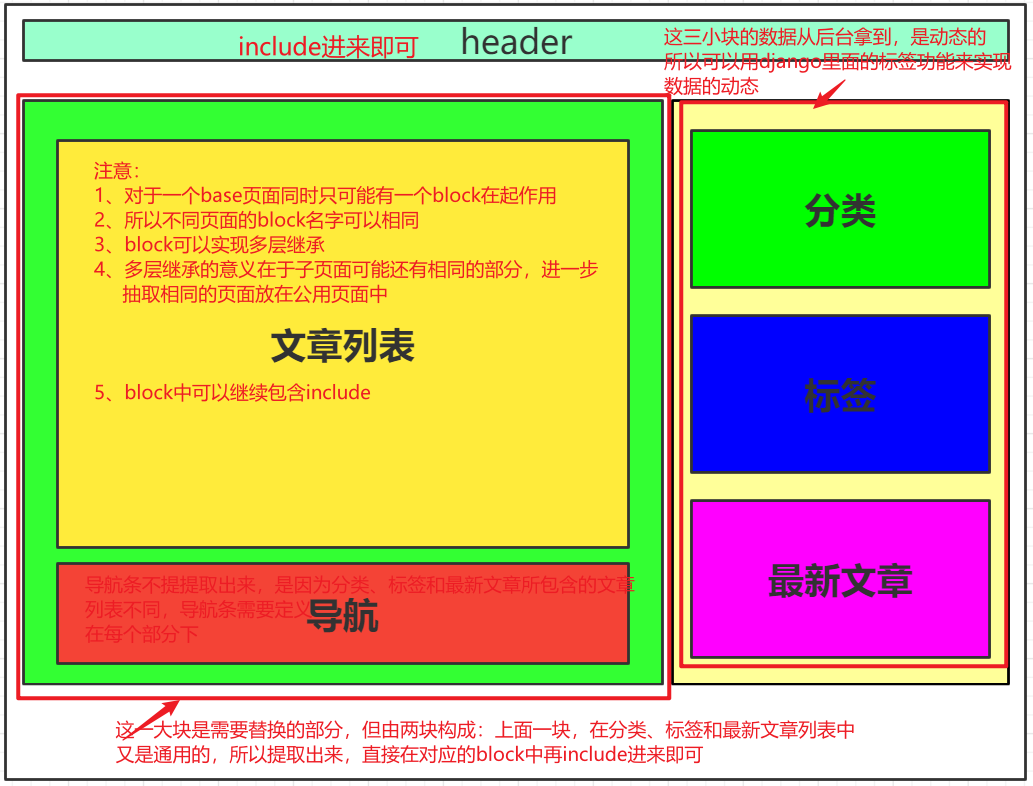 include进来即可
header
这三小块的数据从后台拿到，是动态的
所以可以用django里面的标签功能来实现
数据的动态
注意：
1、对于一个base页面同时只可能有一个block在起作用
2、所以不同页面的block名字可以相同
3、block可以实现多层继承
4、多层继承的意义在于子页面可能还有相同的部分，进一步
抽取相同的页面放在公用页面中
文章列表
5、block中可以继续包含include
导航条不提提取出来，是因为分类、标签和最新文章所包含的文章
列表不同，导航条需要定义
在每个部分下
导航
分类
标签
最新文章
这一大块是需要替换的部分，但由两块构成：上面一块，在分类、标签和最新文章列表中
又是通用的，所以提取出来，直接在对应的block中再include进来即可